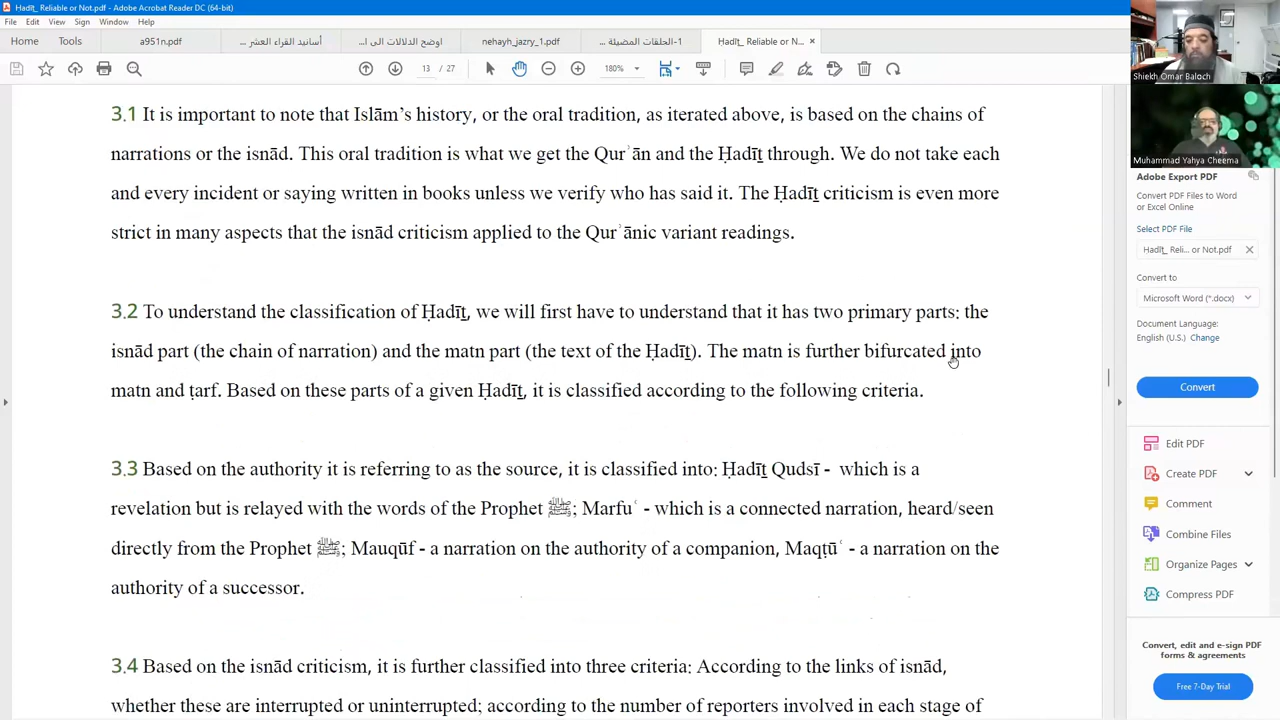 Hadīṯ_ Reliable or Not.pdf - Adobe Acrobat Reader DC (64-bit)
File Edit View Sign Window Help
Home Tools a951n.pdf أسانيد القراء العشر ... وضح الدلالات الى ا... nehayh_jazry_1.pdf 1-الحلقات المضيئة ... Hadīṯ_ Reliable or N... ×
13 / 27 180%
3.1 It is important to note that Islām’s history, or the oral tradition, as iterated above, is based on the chains of
narrations or the isnād. This oral tradition is what we get the Qurʾān and the Ḥadīṯ through. We do not take each
and every incident or saying written in books unless we verify who has said it. The Ḥadīṯ criticism is even more
strict in many aspects that the isnād criticism applied to the Qurʾānic variant readings.
3.2 To understand the classification of Ḥadīṯ, we will first have to understand that it has two primary parts: the
isnād part (the chain of narration) and the matn part (the text of the Ḥadīṯ). The matn is further bifurcated into
matn and ṭarf. Based on these parts of a given Ḥadīṯ, it is classified according to the following criteria.
3.3 Based on the authority it is referring to as the source, it is classified into: Ḥadīṯ Qudsī - which is a
revelation but is relayed with the words of the Prophet ﷺ; Marfuʿ - which is a connected narration, heard/seen
directly from the Prophet ﷺ; Mauqūf - a narration on the authority of a companion, Maqṭūʿ - a narration on the
authority of a successor.
3.4 Based on the isnād criticism, it is further classified into three criteria: According to the links of isnād,
whether these are interrupted or uninterrupted; according to the number of reporters involved in each stage of
Shiekh Omar Baloch
Muhammad Yahya Cheema
Adobe Export PDF
Convert PDF Files to Word
or Excel Online
Select PDF File
Hadīṯ_ Reli... or Not.pdf
Convert to
Microsoft Word (*.docx)
Document Language:
English (U.S.) Change
Convert
Edit PDF
Create PDF
Comment
Combine Files
Organize Pages
Compress PDF
Convert, edit and e-sign PDF
forms & agreements
Free 7-Day Trial